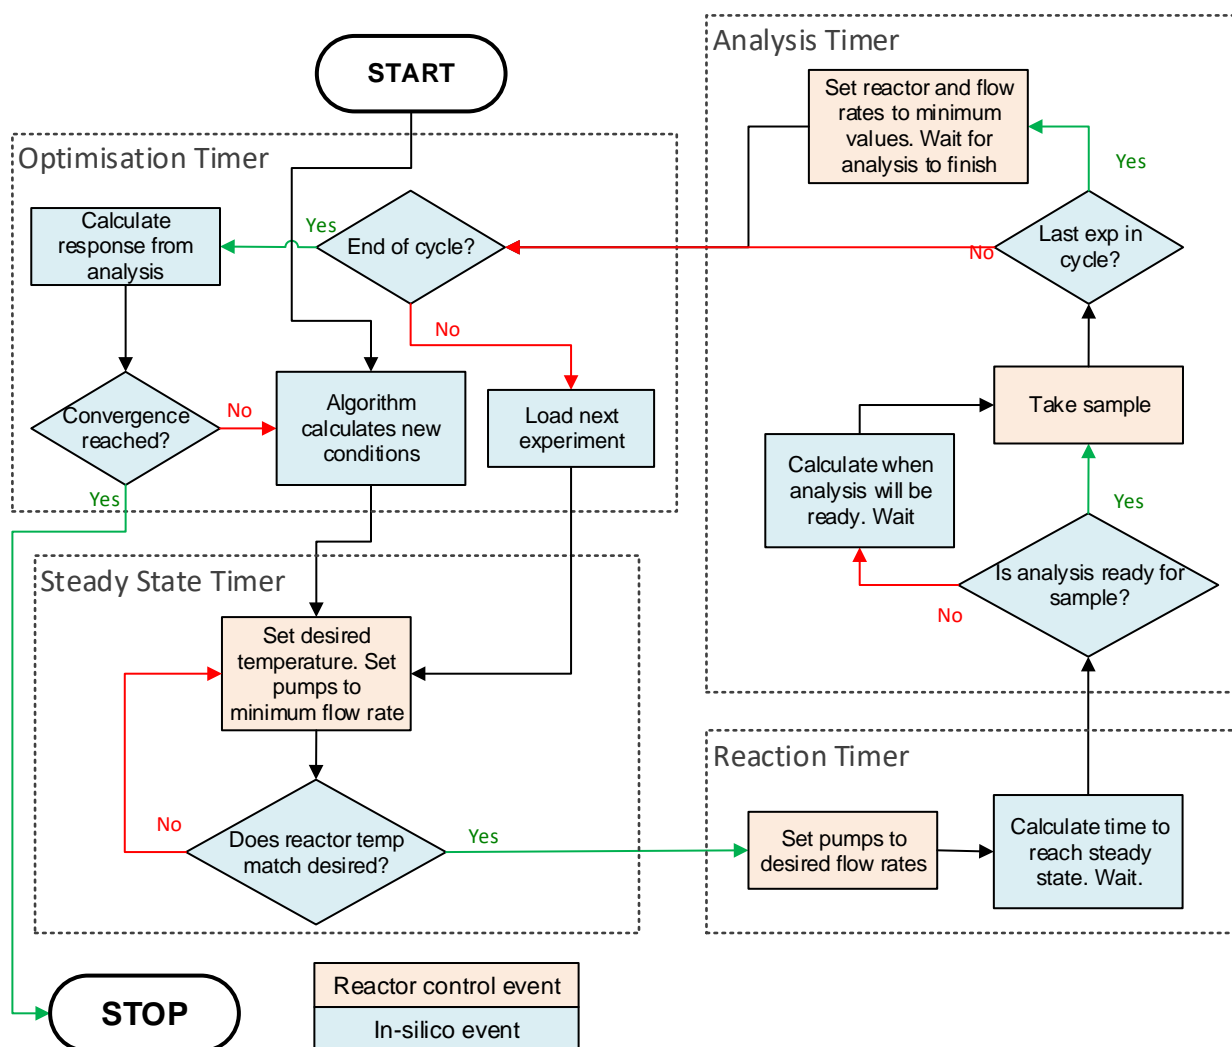 START
Optimisation Timer
Calculate
response from
analysis
Yes
End of cycle?
No
Convergence
reached?
No
Yes
Algorithm
calculates new
conditions
Load next
experiment
Steady State Timer
Set desired
temperature. Set
pumps to
minimum flow rate
No
Does reactor temp
match desired?
Yes
Reaction Timer
Set pumps to
desired flow rates
Calculate time to
reach steady
state. Wait.
Analysis Timer
Set reactor and flow
rates to minimum
values. Wait for
analysis to finish
Yes
Last exp in
cycle?
No
Take sample
Calculate when
analysis will be
ready. Wait
Yes
Is analysis ready for
sample?
No
STOP
Reactor control event
In-silico event